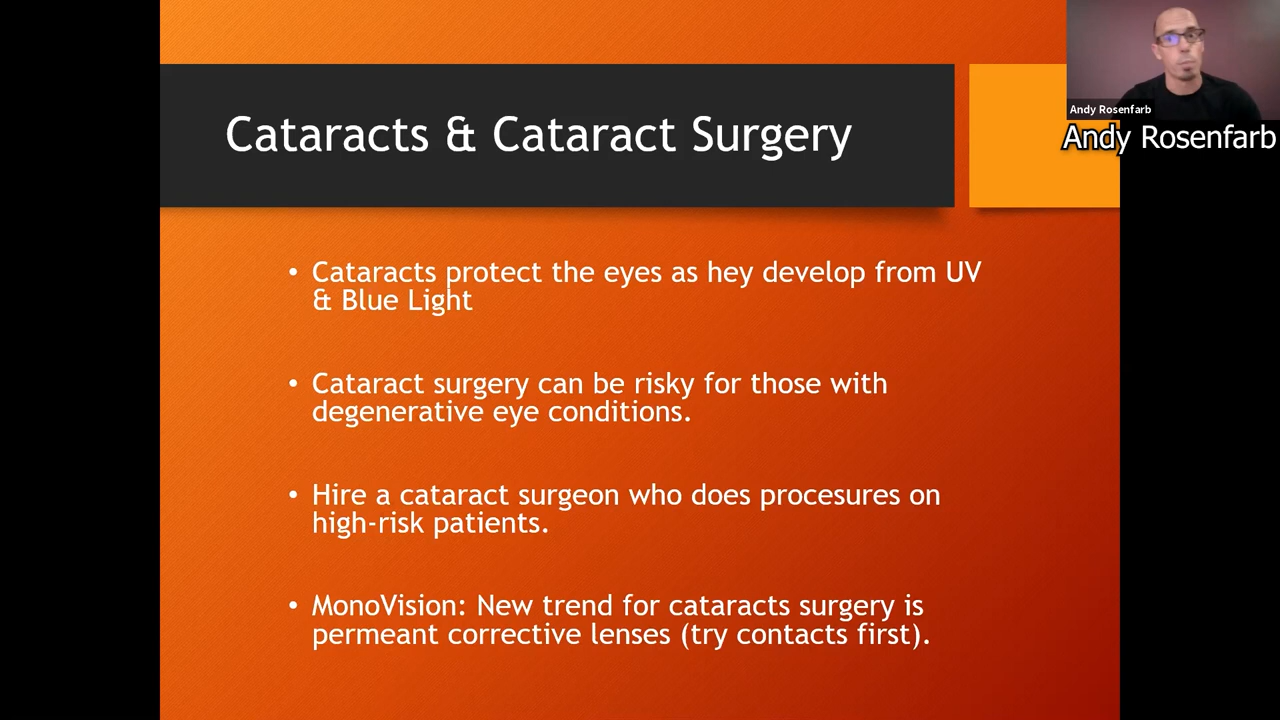 Cataracts & Cataract Surgery
Andy Rosenfarb
Andy Rosenfarb
• Cataracts protect the eyes as hey develop from UV
& Blue Light
• Cataract surgery can be risky for those with
degenerative eye conditions.
• Hire a cataract surgeon who does procesures on
high-risk patients.
• MonoVision: New trend for cataracts surgery is
permeant corrective lenses (try contacts first).